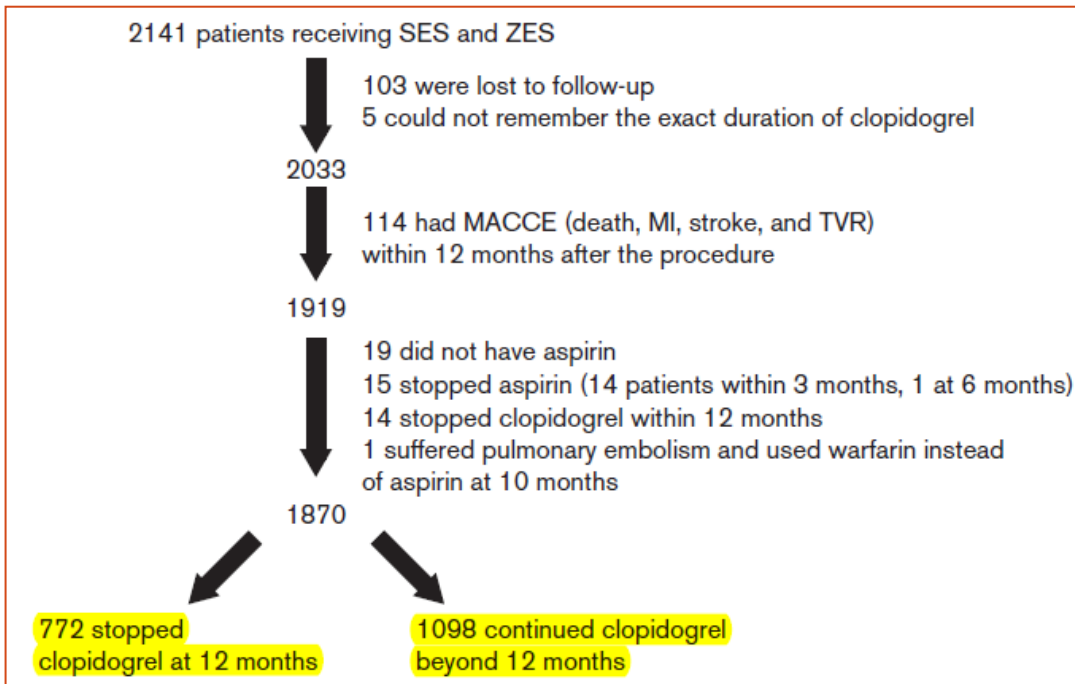 2141 patients receiving SES and ZES
103 were lost to follow-up
5 could not remember the exact duration of clopidogrel
2033
114 had MACCE (death, MI, stroke, and TVR)
within 12 months after the procedure
1919
19 did not have aspirin
15 stopped aspirin (14 patients within 3 months, 1 at 6 months)
14 stopped clopidogrel within 12 months
1 suffered pulmonary embolism and used warfarin instead
of aspirin at 10 months
1870
772 stopped
clopidogrel at 12 months
1098 continued clopidogrel
beyond 12 months